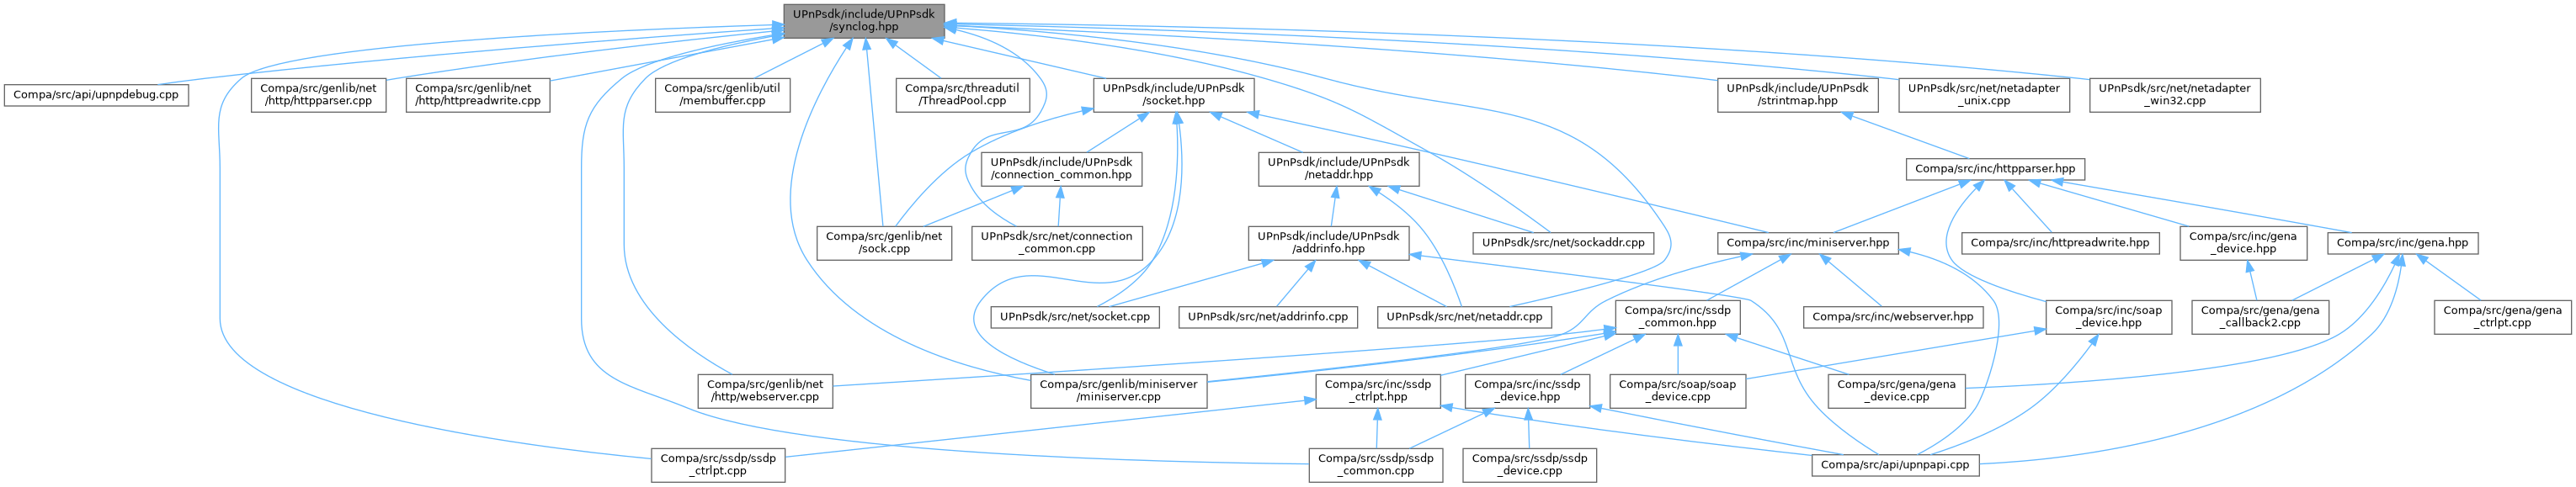 UPnPsdk/include/UPnPsdk
/synclog.hpp
Compa/src/api/upnpdebug.cpp
Compa/src/genlib/net
/http/httpparser.cpp
Compa/src/genlib/net
/http/httpreadwrite.cpp
Compa/src/genlib/util
/membuffer.cpp
Compa/src/threadutil
/ThreadPool.cpp
UPnPsdk/include/UPnPsdk
/socket.hpp
UPnPsdk/include/UPnPsdk
/strintmap.hpp
UPnPsdk/src/net/netadapter
_unix.cpp
UPnPsdk/src/net/netadapter
_win32.cpp
UPnPsdk/include/UPnPsdk
/connection_common.hpp
UPnPsdk/include/UPnPsdk
/netaddr.hpp
Compa/src/inc/httpparser.hpp
Compa/src/genlib/net
/sock.cpp
UPnPsdk/src/net/connection
_common.cpp
UPnPsdk/include/UPnPsdk
/addrinfo.hpp
UPnPsdk/src/net/sockaddr.cpp
Compa/src/inc/miniserver.hpp
Compa/src/inc/httpreadwrite.hpp
Compa/src/inc/gena
_device.hpp
Compa/src/inc/gena.hpp
UPnPsdk/src/net/socket.cpp
UPnPsdk/src/net/addrinfo.cpp
UPnPsdk/src/net/netaddr.cpp
Compa/src/inc/ssdp
_common.hpp
Compa/src/inc/webserver.hpp
Compa/src/inc/soap
_device.hpp
Compa/src/gena/gena
_callback2.cpp
Compa/src/gena/gena
_ctrlpt.cpp
Compa/src/genlib/net
/http/webserver.cpp
Compa/src/genlib/miniserver
/miniserver.cpp
Compa/src/inc/ssdp
_ctrlpt.hpp
Compa/src/inc/ssdp
_device.hpp
Compa/src/soap/soap
_device.cpp
Compa/src/gena/gena
_device.cpp
Compa/src/ssdp/ssdp
_ctrlpt.cpp
Compa/src/ssdp/ssdp
_common.cpp
Compa/src/ssdp/ssdp
_device.cpp
Compa/src/api/upnpapi.cpp